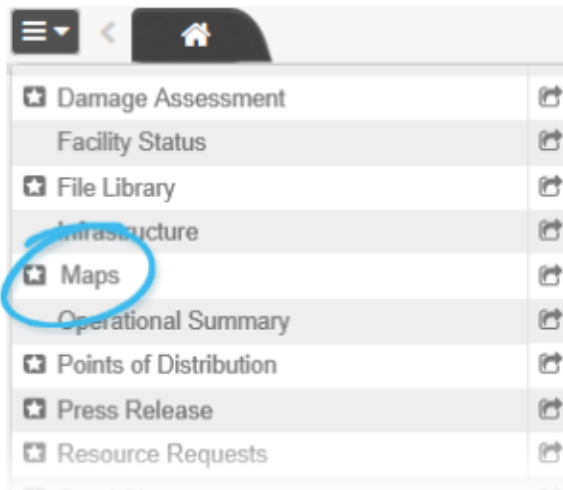 Damage Assessment
Facility Status
File Library
Infrastructure
Maps
Operational Summary
Points of Distribution
Press Release
Resource Requests